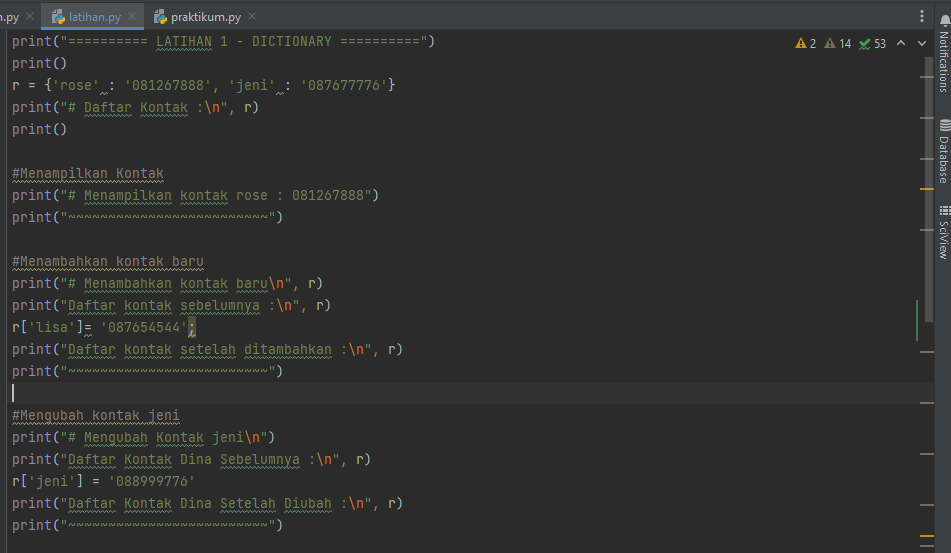 n.py latihan.py praktikum.py
print("========== LATIHAN 1 - DICTIONARY ==========")
2 14 53
print()
r = {'rose' : '081267888', 'jeni' : '087677776'}
print("# Daftar Kontak :\n", r)
print()
#Menampilkan Kontak
print("# Menampilkan kontak rose : 081267888")
print("~~~~~~~~~~~~~~~~~~~~~~~~~")
#Menambahkan kontak baru
print("# Menambahkan kontak baru\n", r)
print("Daftar kontak sebelumnya :\n", r)
r['lisa']= '087654544';
print("Daftar kontak setelah ditambahkan :\n", r)
print("~~~~~~~~~~~~~~~~~~~~~~~~~")
#Mengubah kontak jeni
print("# Mengubah Kontak jeni\n")
print("Daftar Kontak Dina Sebelumnya :\n", r)
r['jeni'] = '088999776'
print("Daftar Kontak Dina Setelah Diubah :\n", r)
print("~~~~~~~~~~~~~~~~~~~~~~~~~")
Notifications
Database
SciView